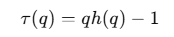 τ(q) = qh(q) − 1